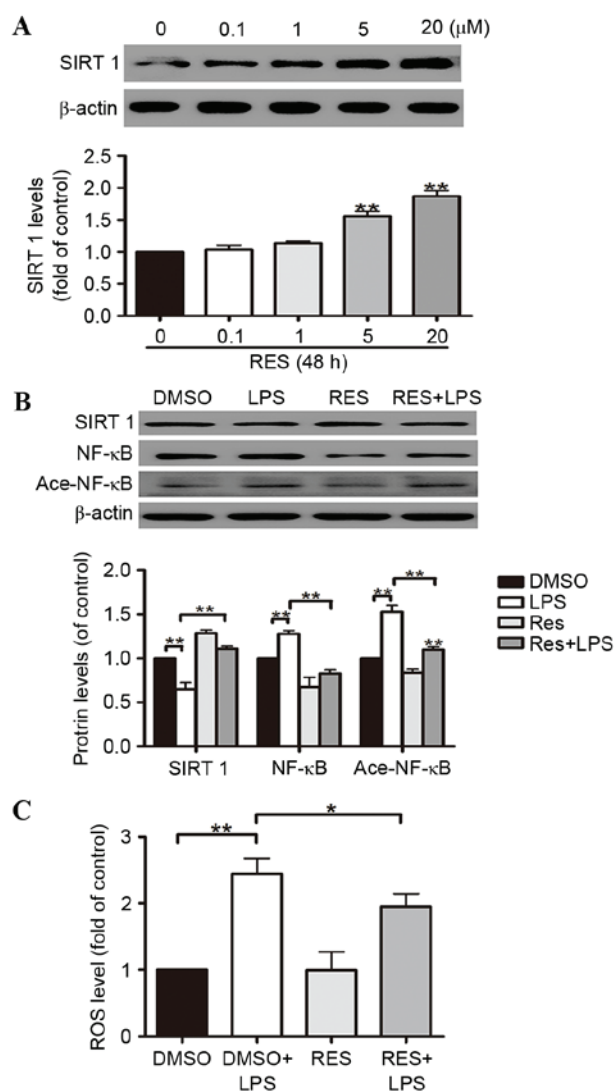 A
0 0.1 1 5 20 (μM)
SIRT 1
β-actin
SIRT 1 levels
(fold of control)
2.5
2.0
1.5
1.0
0.5
0.0
** **
0 0.1 1 5 20
RES (48 h)
B
DMSO LPS RES RES+LPS
SIRT 1
NF-κB
Ace-NF-κB
β-actin
Protrin levels (of control)
2.0
1.5
1.0
0.5
0.0
** ** ** ** ** ** **
SIRT 1 NF-κB Ace-NF-κB
DMSO
LPS
Res
Res+LPS
C
ROS level (fold of control)
3
2
1
0
** *
DMSO DMSO+ RES RES+
LPS LPS